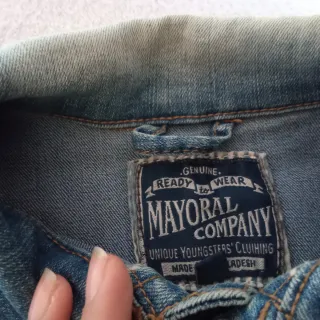 ·GENUINE·
READY to WEAR
MAYORAL
COMPANY
UNIQUE YOUNGSTERS' CLOTHING
MADE